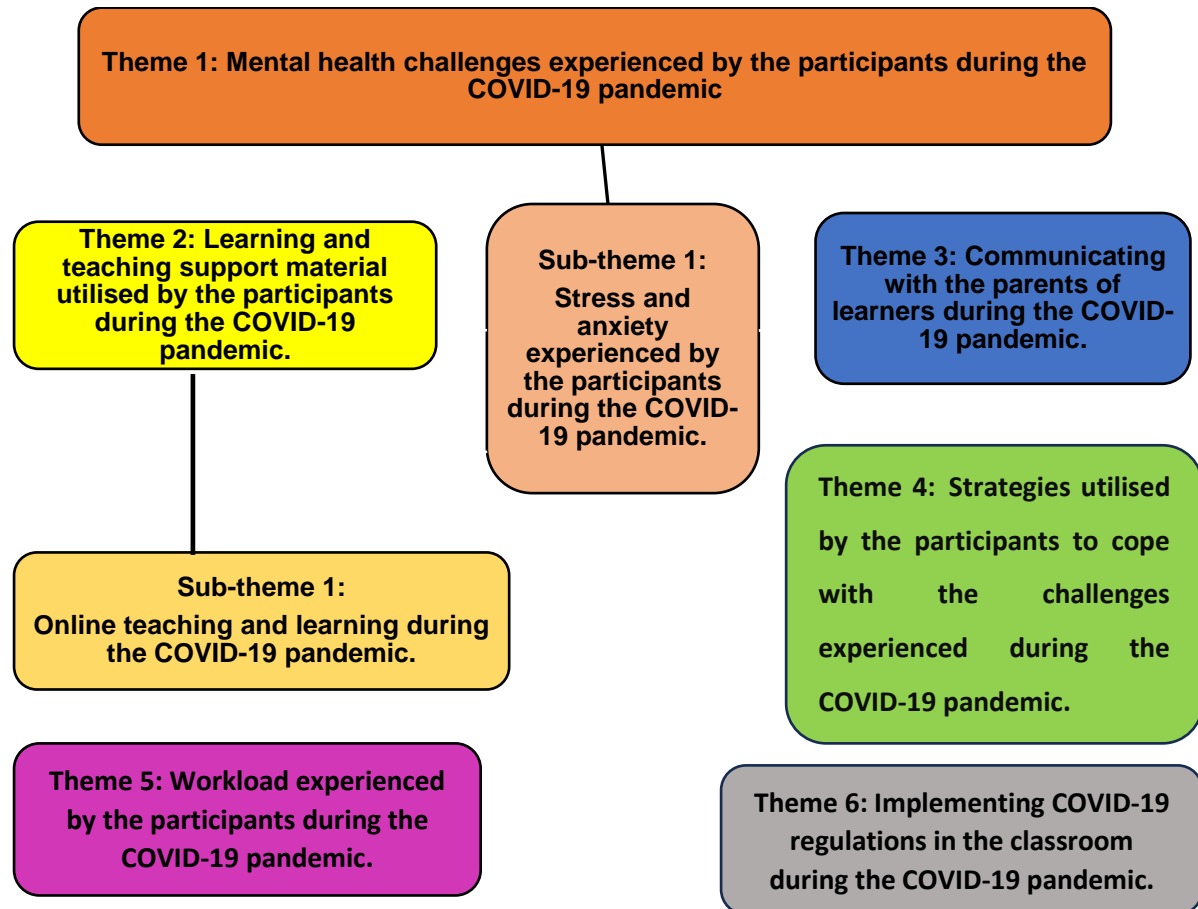 Theme 1: Mental health challenges experienced by the participants during the
COVID-19 pandemic
Theme 2: Learning and
teaching support material
utilised by the participants
during the COVID-19
pandemic.
Sub-theme 1:
Stress and
anxiety
experienced by
the participants
during the COVID-
19 pandemic.
Theme 3: Communicating
with the parents of
learners during the COVID-
19 pandemic.
Theme 4: Strategies utilised
by the participants to cope
with the challenges
experienced during the
COVID-19 pandemic.
Sub-theme 1:
Online teaching and learning during
the COVID-19 pandemic.
Theme 5: Workload experienced
by the participants during the
COVID-19 pandemic.
Theme 6: Implementing COVID-19
regulations in the classroom
during the COVID-19 pandemic.